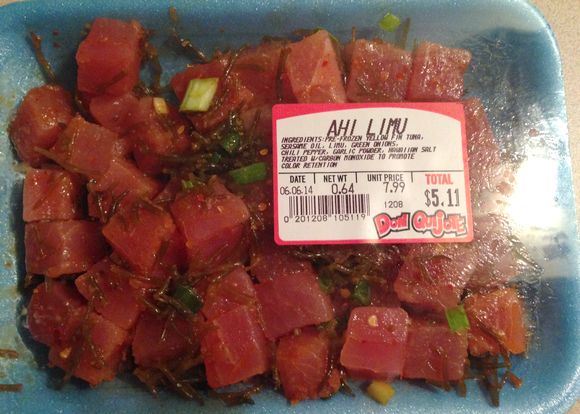 AHI LIMU
INGREDIENTS:PRE-FROZEN YELLOW FIN TUNA,
SEASAME OIL, LIMU, GREEN ONIONS,
CHILI PEPPER, GARLIC POWDER, HAWAIIAN SALT
TREATED W/CARBON MONOXIDE TO PROMOTE
COLOR RETENTION
DATE NET WT UNIT PRICE TOTAL
06.06.14 0.64 7.99 $5.11
0 201208 105119 1208
Don Quijote